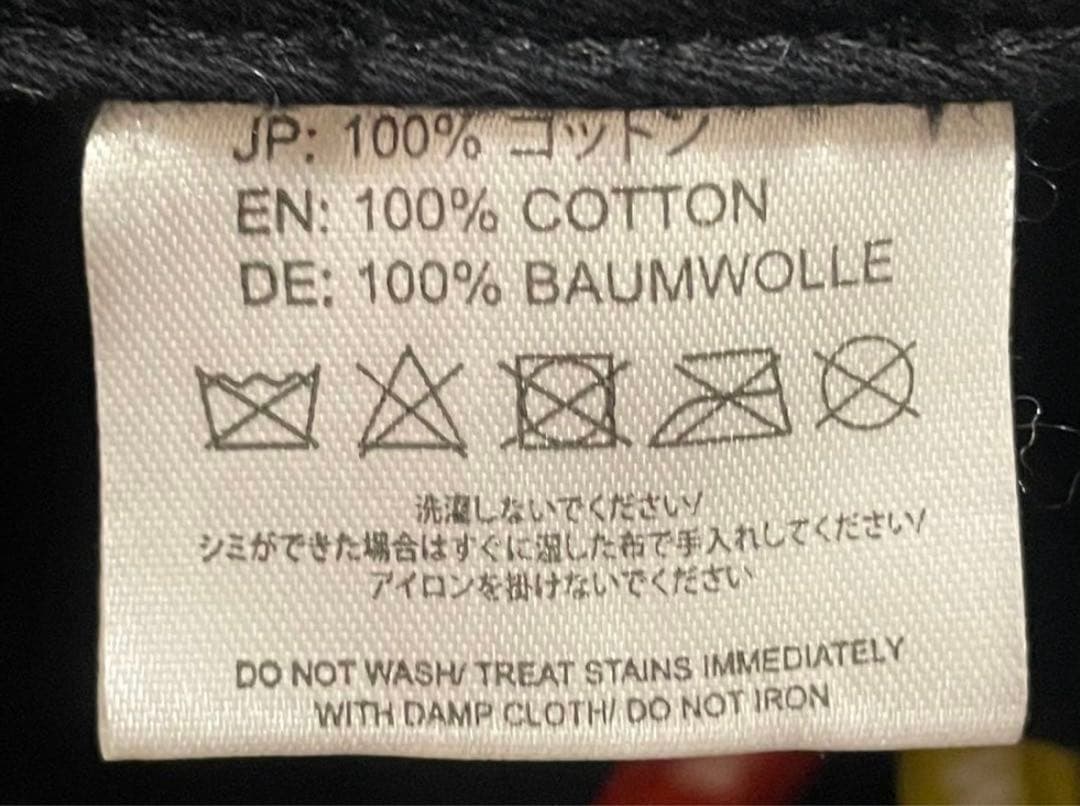 JP: 100% コットン
EN: 100% COTTON
DE: 100% BAUMWOLLE
洗濯しないでください/
シミができた場合はすぐに湿した布で手入れしてください/
アイロンを掛けないでください
DO NOT WASH/ TREAT STAINS IMMEDIATELY
WITH DAMP CLOTH/ DO NOT IRON